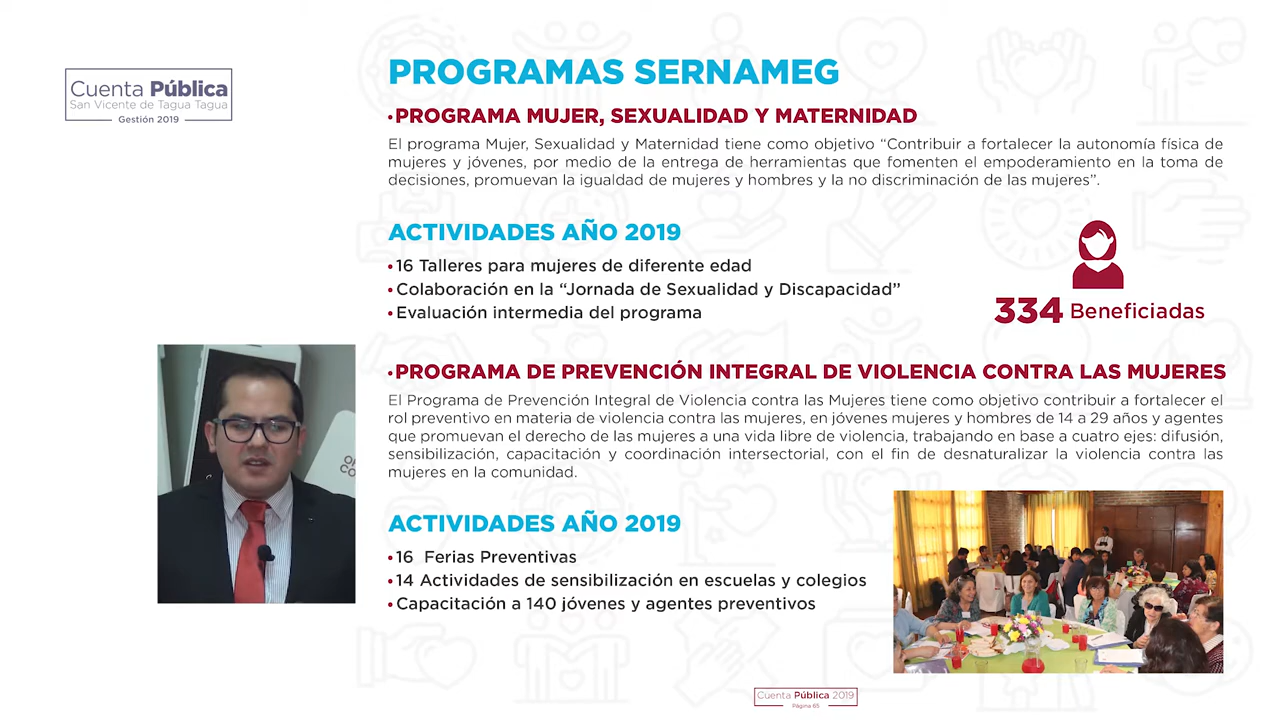 Cuenta Pública
San Vicente de Tagua Tagua
Gestión 2019
PROGRAMAS SERNAMEG
•PROGRAMA MUJER, SEXUALIDAD Y MATERNIDAD
El programa Mujer, Sexualidad y Maternidad tiene como objetivo “Contribuir a fortalecer la autonomía física de
mujeres y jóvenes, por medio de la entrega de herramientas que fomenten el empoderamiento en la toma de
decisiones, promuevan la igualdad de mujeres y hombres y la no discriminación de las mujeres”.
ACTIVIDADES AÑO 2019
•16 Talleres para mujeres de diferente edad
•Colaboración en la “Jornada de Sexualidad y Discapacidad”
•Evaluación intermedia del programa
334 Beneficiadas
•PROGRAMA DE PREVENCIÓN INTEGRAL DE VIOLENCIA CONTRA LAS MUJERES
El Programa de Prevención Integral de Violencia contra las Mujeres tiene como objetivo contribuir a fortalecer el
rol preventivo en materia de violencia contra las mujeres, en jóvenes mujeres y hombres de 14 a 29 años y agentes
que promuevan el derecho de las mujeres a una vida libre de violencia, trabajando en base a cuatro ejes: difusión,
sensibilización, capacitación y coordinación intersectorial, con el fin de desnaturalizar la violencia contra las
mujeres en la comunidad.
ACTIVIDADES AÑO 2019
•16 Ferias Preventivas
•14 Actividades de sensibilización en escuelas y colegios
•Capacitación a 140 jóvenes y agentes preventivos
Cuenta Pública 2019
Página 65